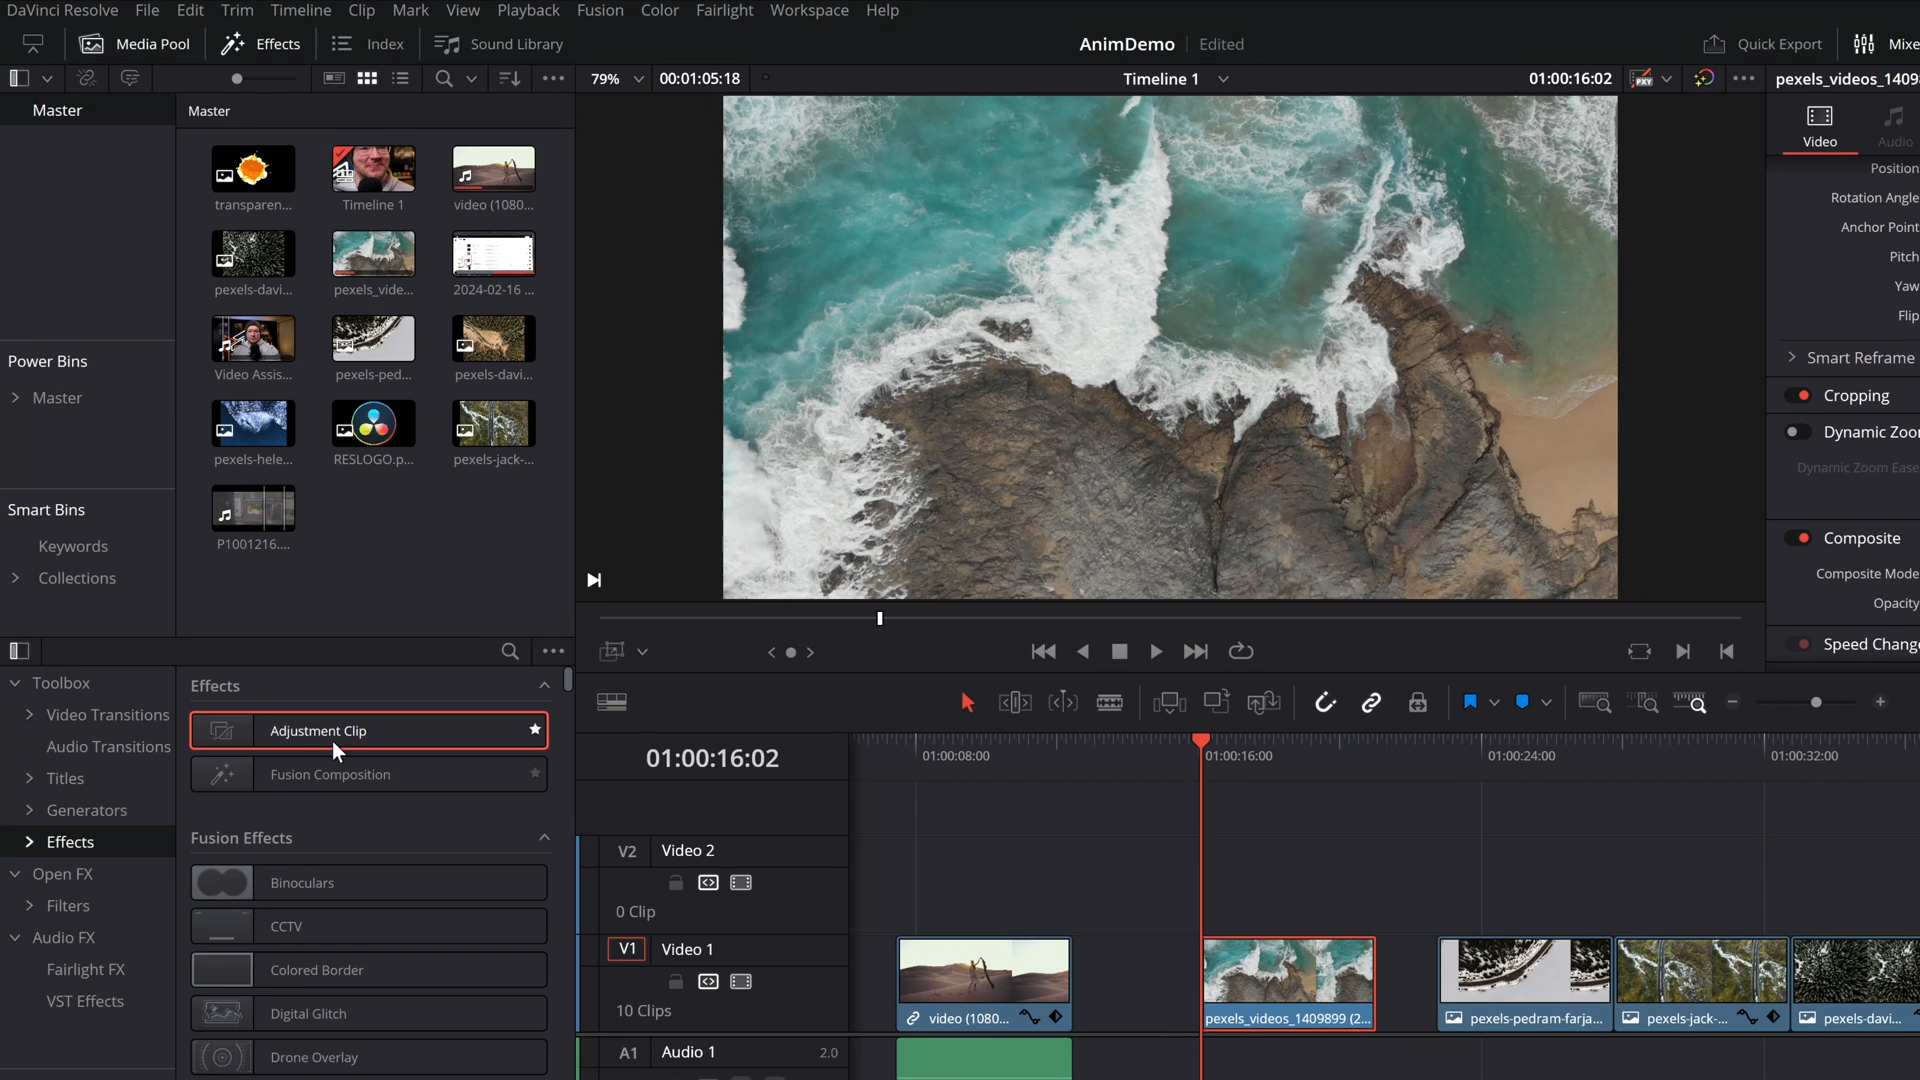 DaVinci Resolve File Edit Trim Timeline Clip Mark View Playback Fusion Color Fairlight Workspace Help
Media Pool Effects Index Sound Library AnimDemo Edited Quick Export Mixe
79% 00:01:05:18 Timeline 1 01:00:16:02 PXY pexels_videos_1409
Master Master
Video Audio
transparen... Timeline 1 video (1080...
pexels-davi... pexels_vide... 2024-02-16 ...
Video Assis... pexels-ped... pexels-davi...
pexels-hele... RESLOGO.p... pexels-jack-...
P1001216....
Power Bins
Master
Smart Bins
Keywords
Collections
Position
Rotation Angle
Anchor Point
Pitch
Yaw
Flip
Smart Reframe
Cropping
Dynamic Zoo
Dynamic Zoom Ease
Composite
Composite Mode
Opacity
Speed Change
Toolbox
Video Transitions
Audio Transitions
Titles
Generators
Effects
Open FX
Filters
Audio FX
Fairlight FX
VST Effects
Effects
Adjustment Clip
Fusion Composition
Fusion Effects
Binoculars
CCTV
Colored Border
Digital Glitch
Drone Overlay
01:00:16:02 01:00:08:00 01:00:16:00 01:00:24:00 01:00:32:00
V2 Video 2
0 Clip
V1 Video 1
10 Clips
video (1080... pexels_videos_1409899 (2... pexels-pedram-farja... pexels-jack-... pexels-davi...
A1 Audio 1 2.0